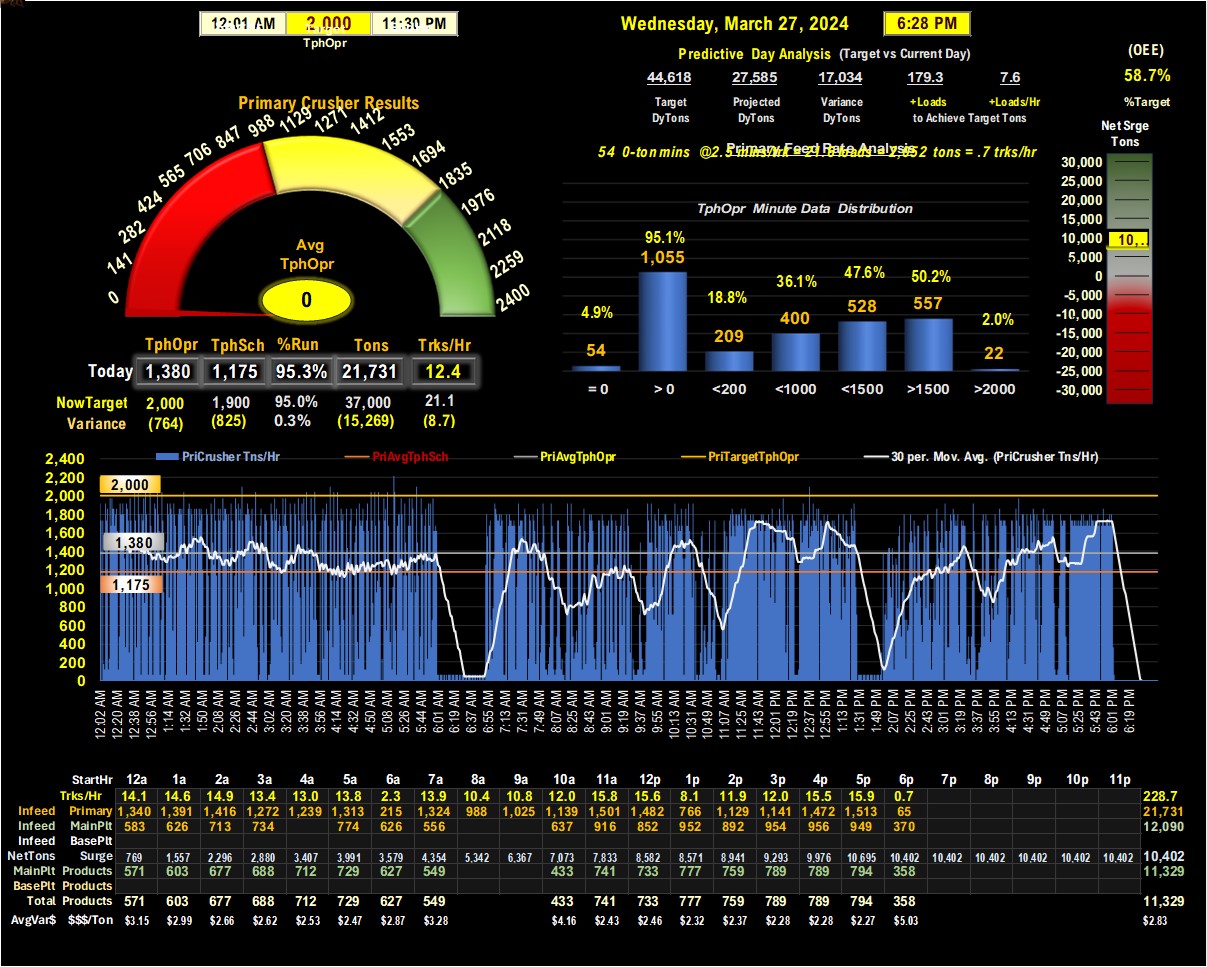 12:01 AM 2,000 11:30 PM
TphOpr
Wednesday, March 27, 2024 6:28 PM
Predictive Day Analysis (Target vs Current Day)
44,618 27,585 17,034 179.3 7.6
Target Projected Variance +Loads +Loads/Hr
DyTons DyTons DyTons to Achieve Target Tons
(OEE)
58.7%
%Target
Net Srge
Tons
30,000
25,000
20,000
15,000
10,000
5,000
0
-5,000
-10,000
-15,000
-20,000
-25,000
-30,000
10,..
Primary Crusher Results
0 141 282 424 565 706 847 988 1129 1271 1412 1553 1694 1835 1976 2118 2259 2400
Avg
TphOpr
0
Primary Feed Rate Analysis
54 0-ton mins @2.5 mins/trk = 21.6 loads = 2,052 tons = .7 trks/hr
TphOpr Minute Data Distribution
4.9% 95.1% 18.8% 36.1% 47.6% 50.2% 2.0%
54 1,055 209 400 528 557 22
= 0 > 0 <200 <1000 <1500 >1500 >2000
TphOpr TphSch %Run Tons Trks/Hr
Today 1,380 1,175 95.3% 21,731 12.4
NowTarget 2,000 1,900 95.0% 37,000 21.1
Variance (764) (825) 0.3% (15,269) (8.7)
PriCrusher Tns/Hr PriAvgTphSch PriAvgTphOpr PriTargetTphOpr 30 per. Mov. Avg. (PriCrusher Tns/Hr)
2,400
2,200
2,000
1,800
1,600
1,400
1,200
1,000
800
600
400
200
0
2,000
1,380
1,175
12:02 AM 12:20 AM 12:38 AM 12:56 AM 1:14 AM 1:32 AM 1:50 AM 2:08 AM 2:26 AM 2:44 AM 3:02 AM 3:20 AM 3:38 AM 3:56 AM 4:14 AM 4:32 AM 4:50 AM 5:08 AM 5:26 AM 5:44 AM 6:01 AM 6:19 AM 6:37 AM 6:55 AM 7:13 AM 7:31 AM 7:49 AM 8:07 AM 8:25 AM 8:43 AM 9:01 AM 9:19 AM 9:37 AM 9:55 AM 10:13 AM 10:31 AM 10:49 AM 11:07 AM 11:25 AM 11:43 AM 12:01 PM 12:19 PM 12:37 PM 12:55 PM 1:13 PM 1:31 PM 1:49 PM 2:07 PM 2:25 PM 2:43 PM 3:01 PM 3:19 PM 3:37 PM 3:55 PM 4:13 PM 4:31 PM 4:49 PM 5:07 PM 5:25 PM 5:43 PM 6:01 PM 6:19 PM
StartHr 12a 1a 2a 3a 4a 5a 6a 7a 8a 9a 10a 11a 12p 1p 2p 3p 4p 5p 6p 7p 8p 9p 10p 11p
Trks/Hr 14.1 14.6 14.9 13.4 13.0 13.8 2.3 13.9 10.4 10.8 12.0 15.8 15.6 8.1 11.9 12.0 15.5 15.9 0.7 228.7
Infeed Primary 1,340 1,391 1,416 1,272 1,239 1,313 215 1,324 988 1,025 1,139 1,501 1,482 766 1,129 1,141 1,472 1,513 65 21,731
Infeed MainPlt 583 626 713 734 774 626 556 637 916 852 952 892 954 956 949 370 12,090
Infeed BasePlt
NetTons Surge 769 1,557 2,296 2,880 3,407 3,991 3,579 4,354 5,342 6,367 7,073 7,833 8,582 8,571 8,941 9,293 9,976 10,695 10,402 10,402 10,402 10,402 10,402 10,402 10,402
MainPlt Products 571 603 677 688 712 729 627 549 433 741 733 777 759 789 789 794 358 11,329
BasePlt Products
Total Products 571 603 677 688 712 729 627 549 433 741 733 777 759 789 789 794 358 11,329
AvgVar$ $$$/Ton $3.15 $2.99 $2.66 $2.62 $2.53 $2.47 $2.87 $3.28 $4.16 $2.43 $2.46 $2.32 $2.37 $2.28 $2.28 $2.27 $5.03 $2.83